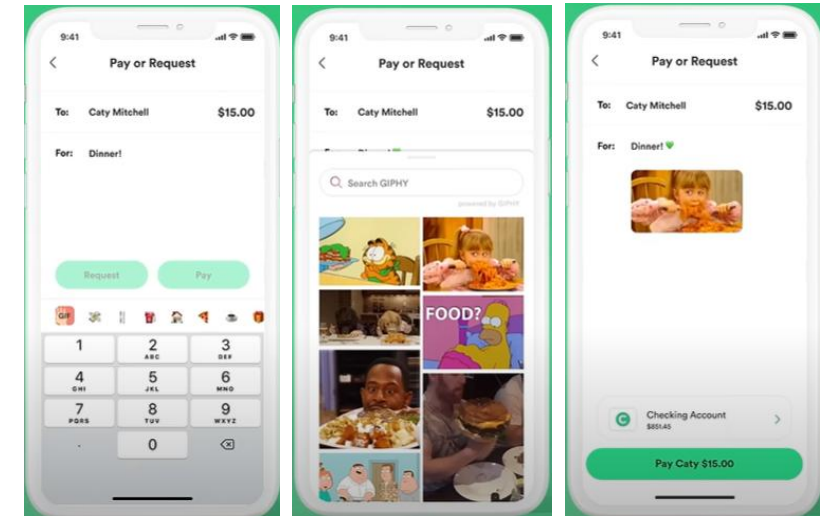 9:41
Pay or Request
To: Caty Mitchell $15.00
For: Dinner!
Request Pay
GIF
1 2 3
ABC DEF
4 5 6
GHI JKL MNO
7 8 9
PQRS TUV WXYZ
. 0
9:41
Pay or Request
To: Caty Mitchell $15.00
Search GIPHY
powered by GIPHY
FOOD?
9:41
Pay or Request
To: Caty Mitchell $15.00
For: Dinner! 💚
Checking Account
$851.45
Pay Caty $15.00